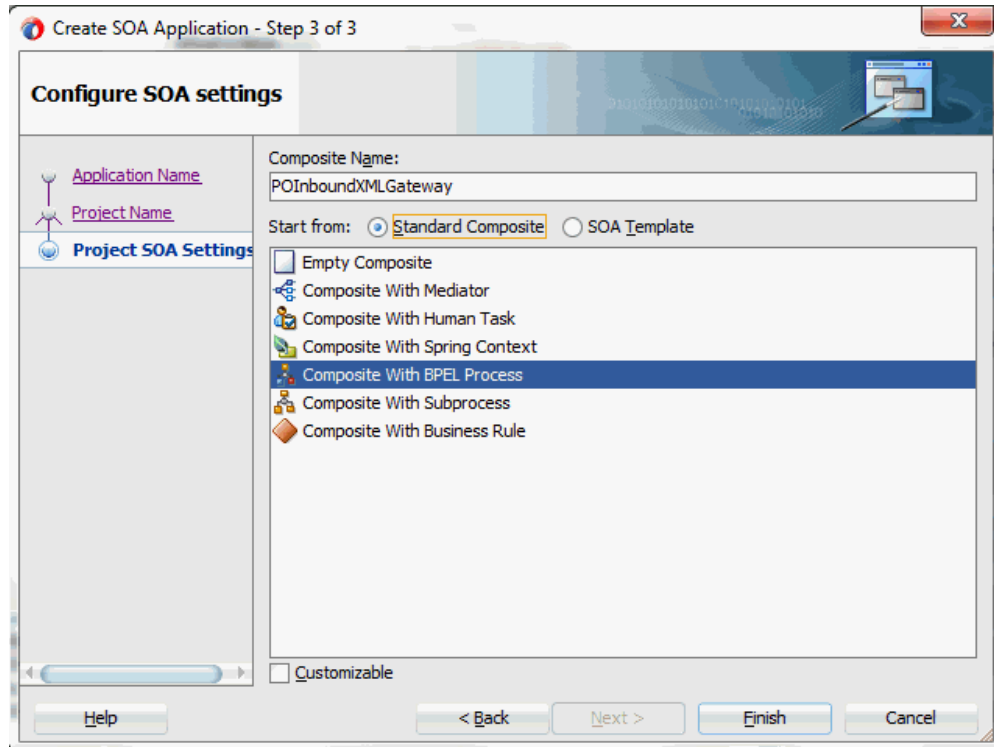 Create SOA Application - Step 3 of 3
Configure SOA settings
Application Name
Project Name
Project SOA Settings
Composite Name:
POInboundXMLGateway
Start from: Standard Composite SOA Template
Empty Composite
Composite With Mediator
Composite With Human Task
Composite With Spring Context
Composite With BPEL Process
Composite With Subprocess
Composite With Business Rule
Customizable
Help < Back Next > Finish Cancel